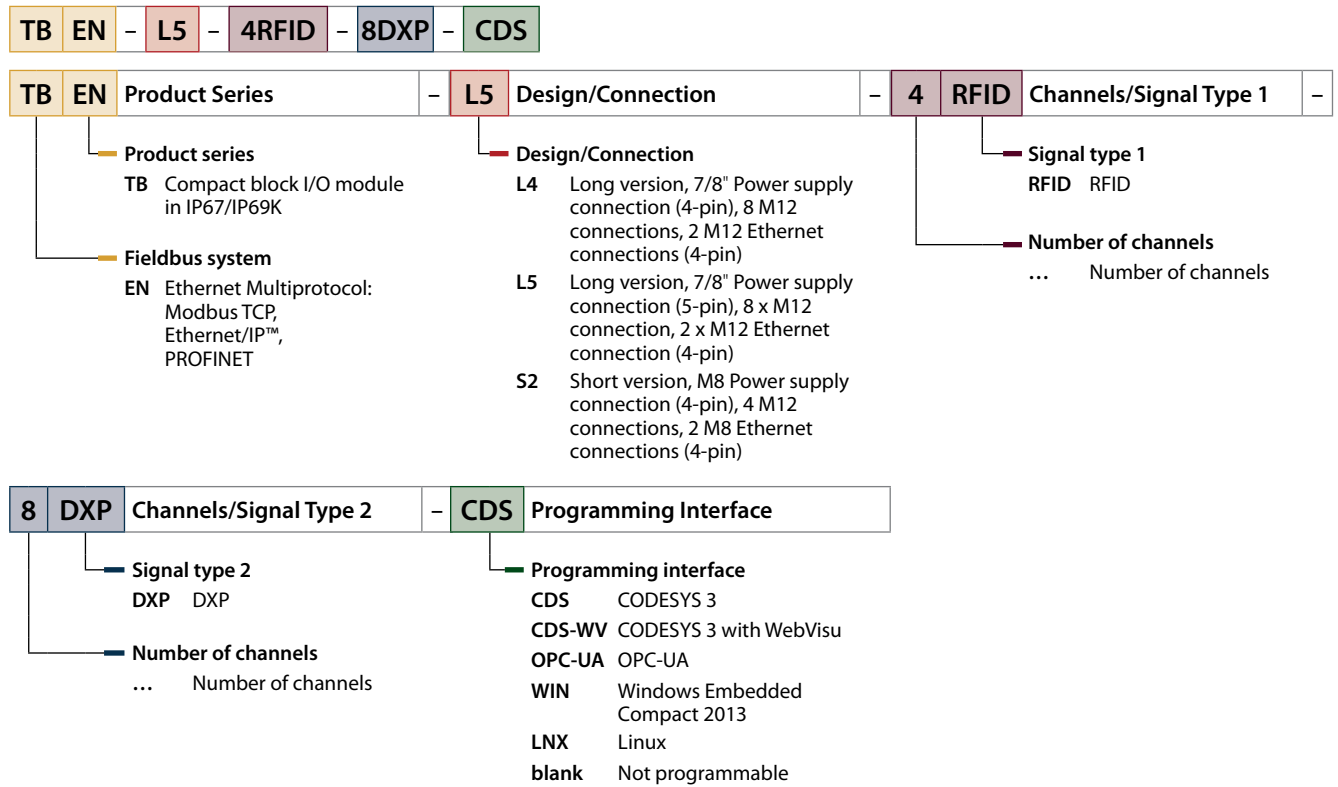 TB EN – L5 – 4RFID – 8DXP – CDS
TB EN Product Series – L5 Design/Connection – 4 RFID Channels/Signal Type 1 –
Product series
TB Compact block I/O module
in IP67/IP69K
Fieldbus system
EN Ethernet Multiprotocol:
Modbus TCP,
Ethernet/IP™,
PROFINET
Design/Connection
L4 Long version, 7/8" Power supply
connection (4-pin), 8 M12
connections, 2 M12 Ethernet
connections (4-pin)
L5 Long version, 7/8" Power supply
connection (5-pin), 8 x M12
connection, 2 x M12 Ethernet
connection (4-pin)
S2 Short version, M8 Power supply
connection (4-pin), 4 M12
connections, 2 M8 Ethernet
connections (4-pin)
Signal type 1
RFID RFID
Number of channels
... Number of channels
8 DXP Channels/Signal Type 2 – CDS Programming Interface
Signal type 2
DXP DXP
Number of channels
... Number of channels
Programming interface
CDS CODESYS 3
CDS-WV CODESYS 3 with WebVisu
OPC-UA OPC-UA
WIN Windows Embedded
Compact 2013
LNX Linux
blank Not programmable